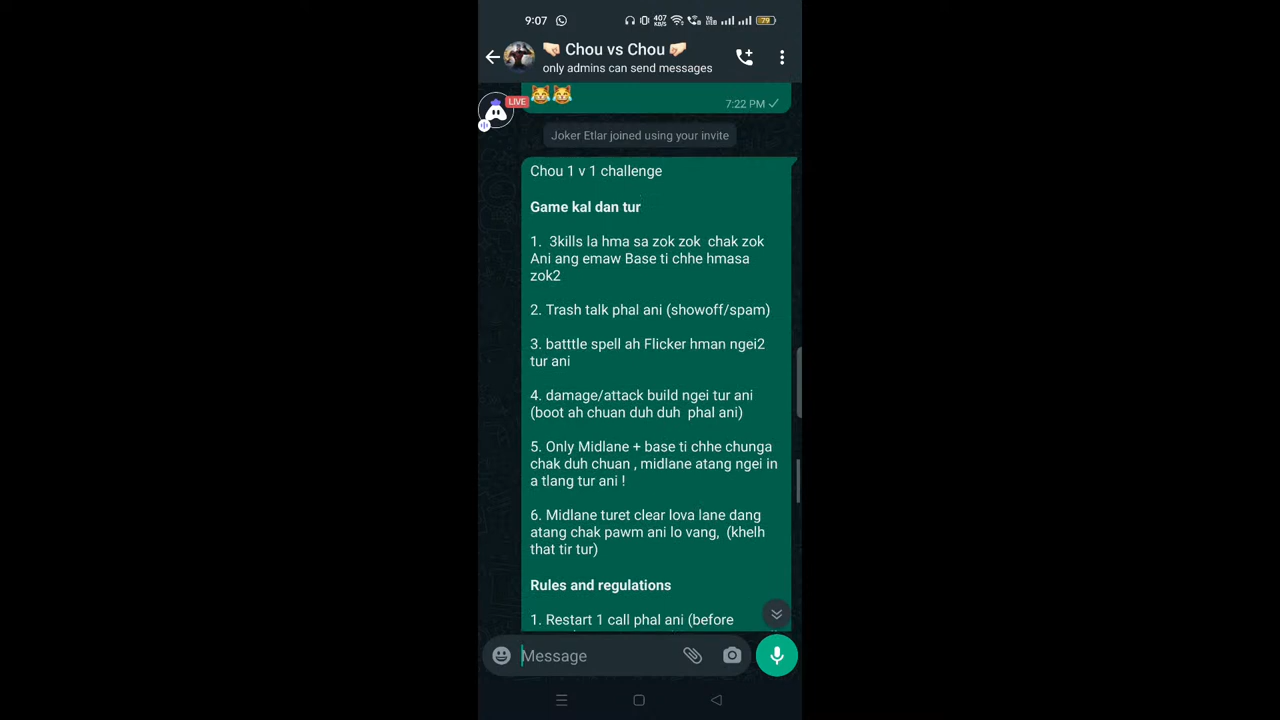 9:07
407
KB/S
79
🤜🏻 Chou vs Chou 🤛🏻
only admins can send messages
LIVE
😹😹
7:22 PM
Joker Etlar joined using your invite
Chou 1 v 1 challenge
Game kal dan tur
1.  3kills la hma sa zok zok  chak zok
Ani ang emaw Base ti chhe hmasa
zok2
2. Trash talk phal ani (showoff/spam)
3. batttle spell ah Flicker hman ngei2
tur ani
4. damage/attack build ngei tur ani
(boot ah chuan duh duh  phal ani)
5. Only Midlane + base ti chhe chunga
chak duh chuan , midlane atang ngei in
a tlang tur ani !
6. Midlane turet clear lova lane dang
atang chak pawm ani lo vang,  (khelh
that tir tur)
Rules and regulations
1. Restart 1 call phal ani (before
Message